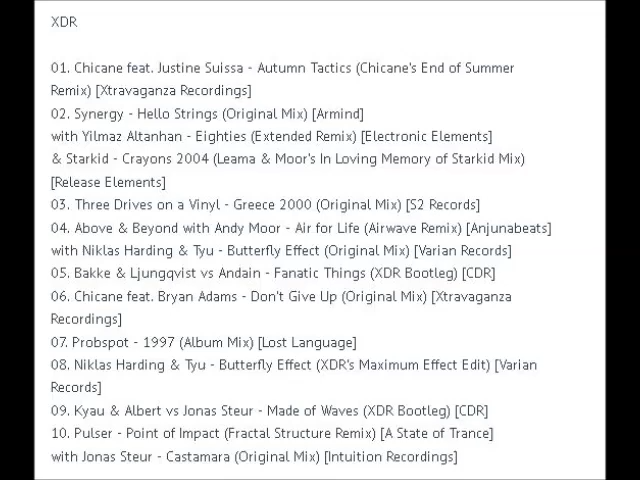 XDR
01. Chicane feat. Justine Suissa - Autumn Tactics (Chicane's End of Summer
Remix) [Xtravaganza Recordings]
02. Synergy - Hello Strings (Original Mix) [Armind]
with Yilmaz Altanhan - Eighties (Extended Remix) [Electronic Elements]
& Starkid - Crayons 2004 (Leama & Moor's In Loving Memory of Starkid Mix)
[Release Elements]
03. Three Drives on a Vinyl - Greece 2000 (Original Mix) [S2 Records]
04. Above & Beyond with Andy Moor - Air for Life (Airwave Remix) [Anjunabeats]
with Niklas Harding & Tyu - Butterfly Effect (Original Mix) [Varian Records]
05. Bakke & Ljungqvist vs Andain - Fanatic Things (XDR Bootleg) [CDR]
06. Chicane feat. Bryan Adams - Don't Give Up (Original Mix) [Xtravaganza
Recordings]
07. Probspot - 1997 (Album Mix) [Lost Language]
08. Niklas Harding & Tyu - Butterfly Effect (XDR's Maximum Effect Edit) [Varian
Records]
09. Kyau & Albert vs Jonas Steur - Made of Waves (XDR Bootleg) [CDR]
10. Pulser - Point of Impact (Fractal Structure Remix) [A State of Trance]
with Jonas Steur - Castamara (Original Mix) [Intuition Recordings]